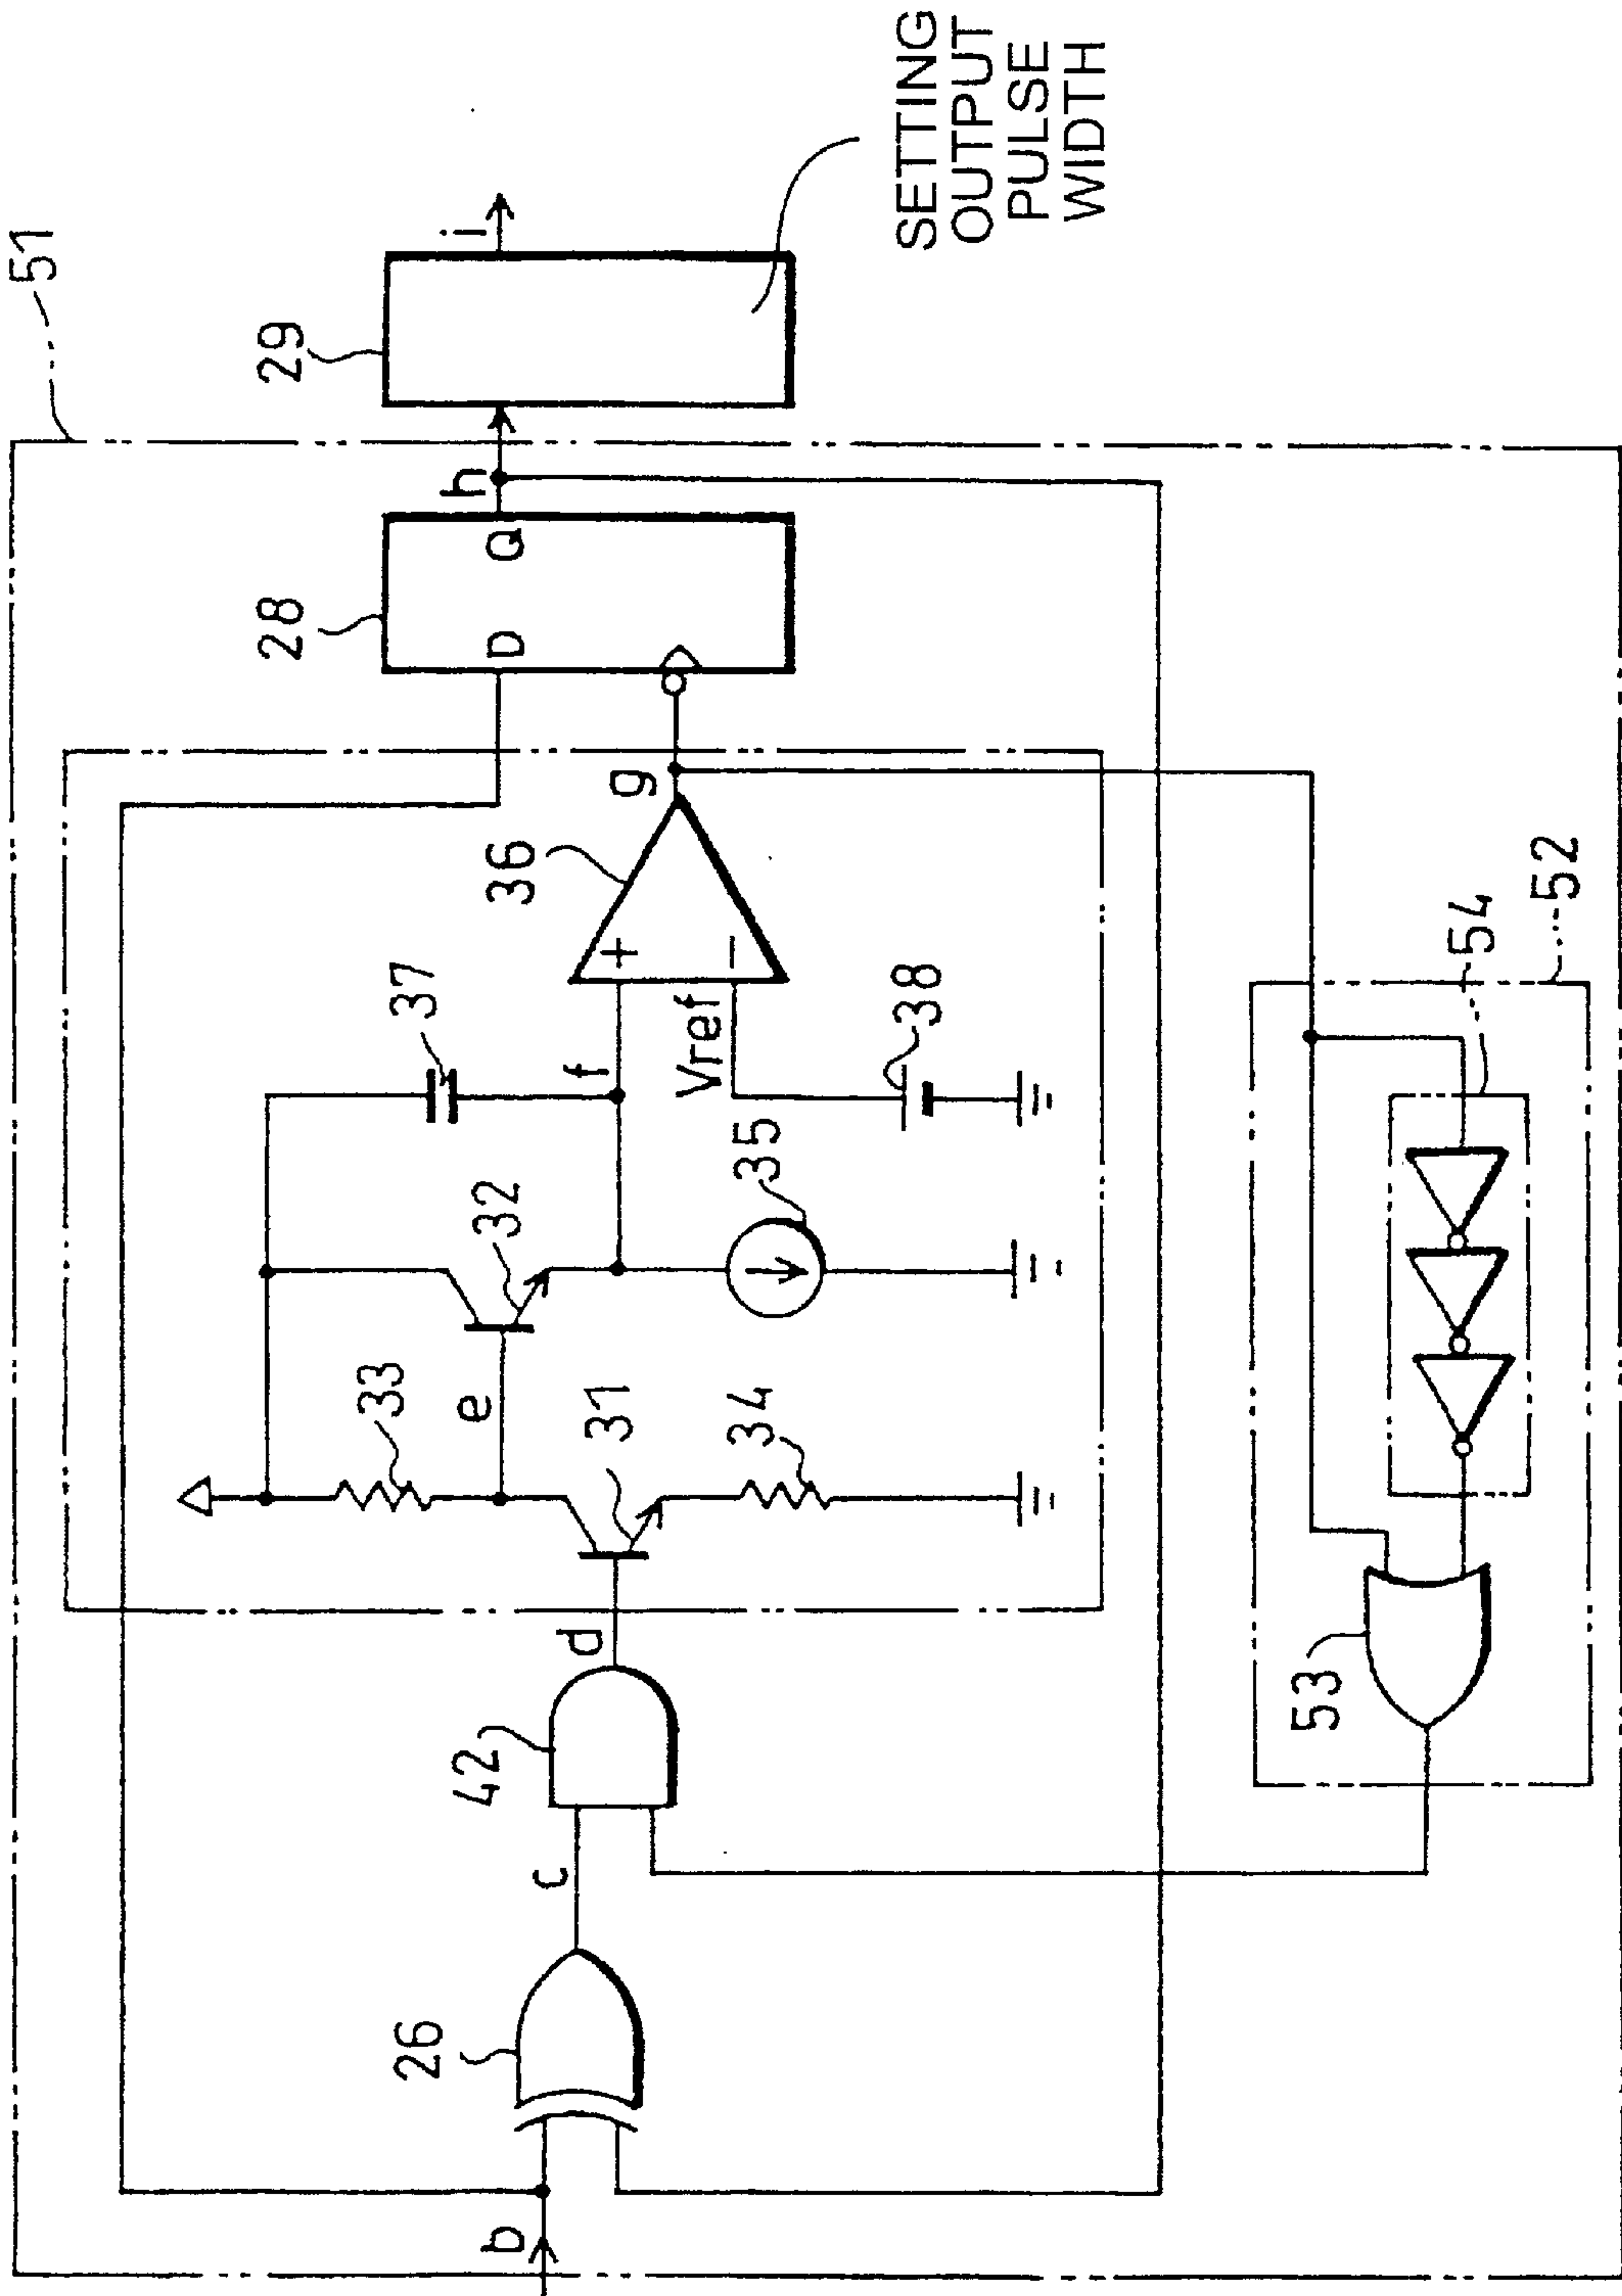 51
29
i
SETTING
OUTPUT
PULSE
WIDTH
28
h
D
Q
g
36
+
−
37
f
Vref
38
35
32
33
e
31
34
d
42
c
26
b
54
52
53